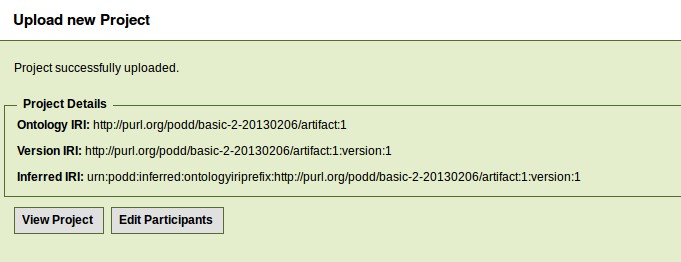 Upload new Project
Project successfully uploaded.
Project Details
Ontology IRI: http://purl.org/podd/basic-2-20130206/artifact:1
Version IRI: http://purl.org/podd/basic-2-20130206/artifact:1:version:1
Inferred IRI: urn:podd:inferred:ontologyiriprefix:http://purl.org/podd/basic-2-20130206/artifact:1:version:1
View Project Edit Participants